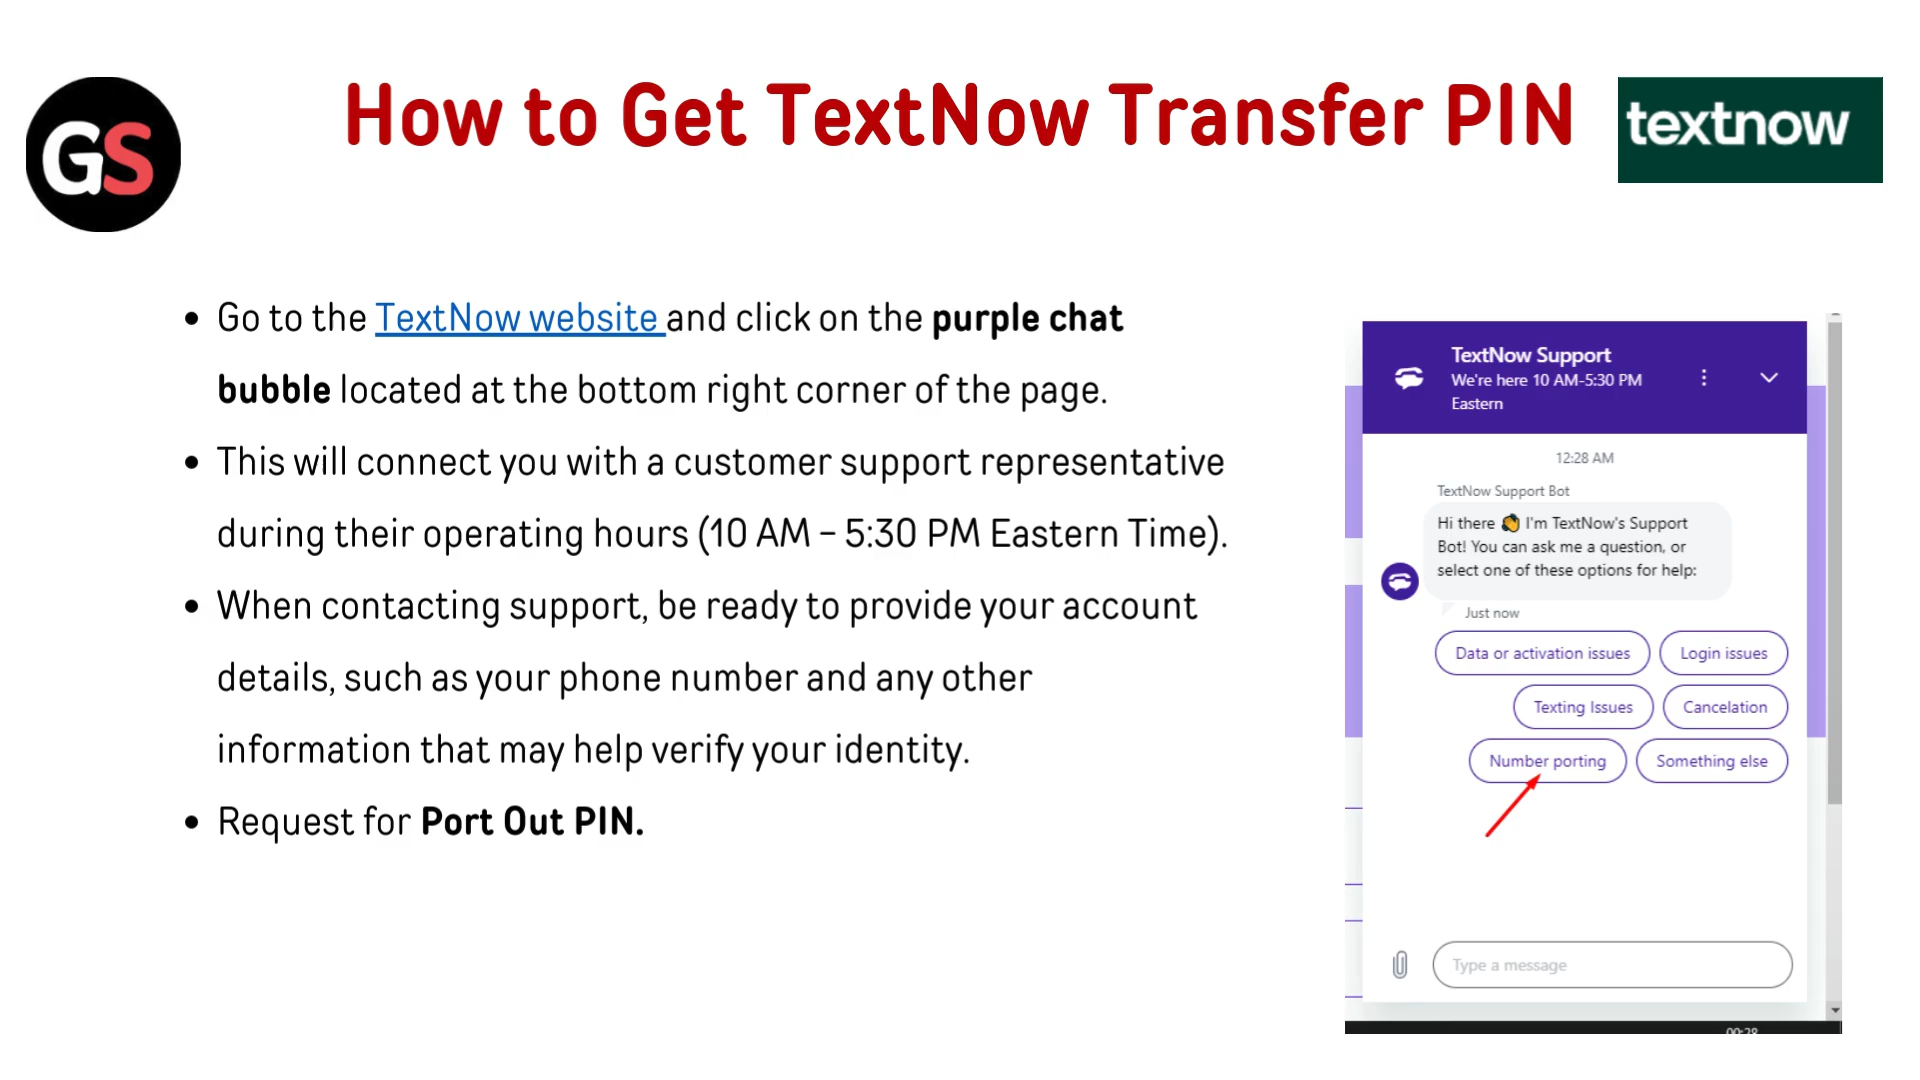 GS
How to Get TextNow Transfer PIN
textnow
• Go to the TextNow website and click on the purple chat
bubble located at the bottom right corner of the page.
• This will connect you with a customer support representative
during their operating hours (10 AM – 5:30 PM Eastern Time).
• When contacting support, be ready to provide your account
details, such as your phone number and any other
information that may help verify your identity.
• Request for Port Out PIN.
TextNow Support
We're here 10 AM-5:30 PM
Eastern
12:28 AM
TextNow Support Bot
Hi there 👋 I'm TextNow's Support
Bot! You can ask me a question, or
select one of these options for help:
Just now
Data or activation issues
Login issues
Texting Issues
Cancelation
Number porting
Something else
Type a message
00:28